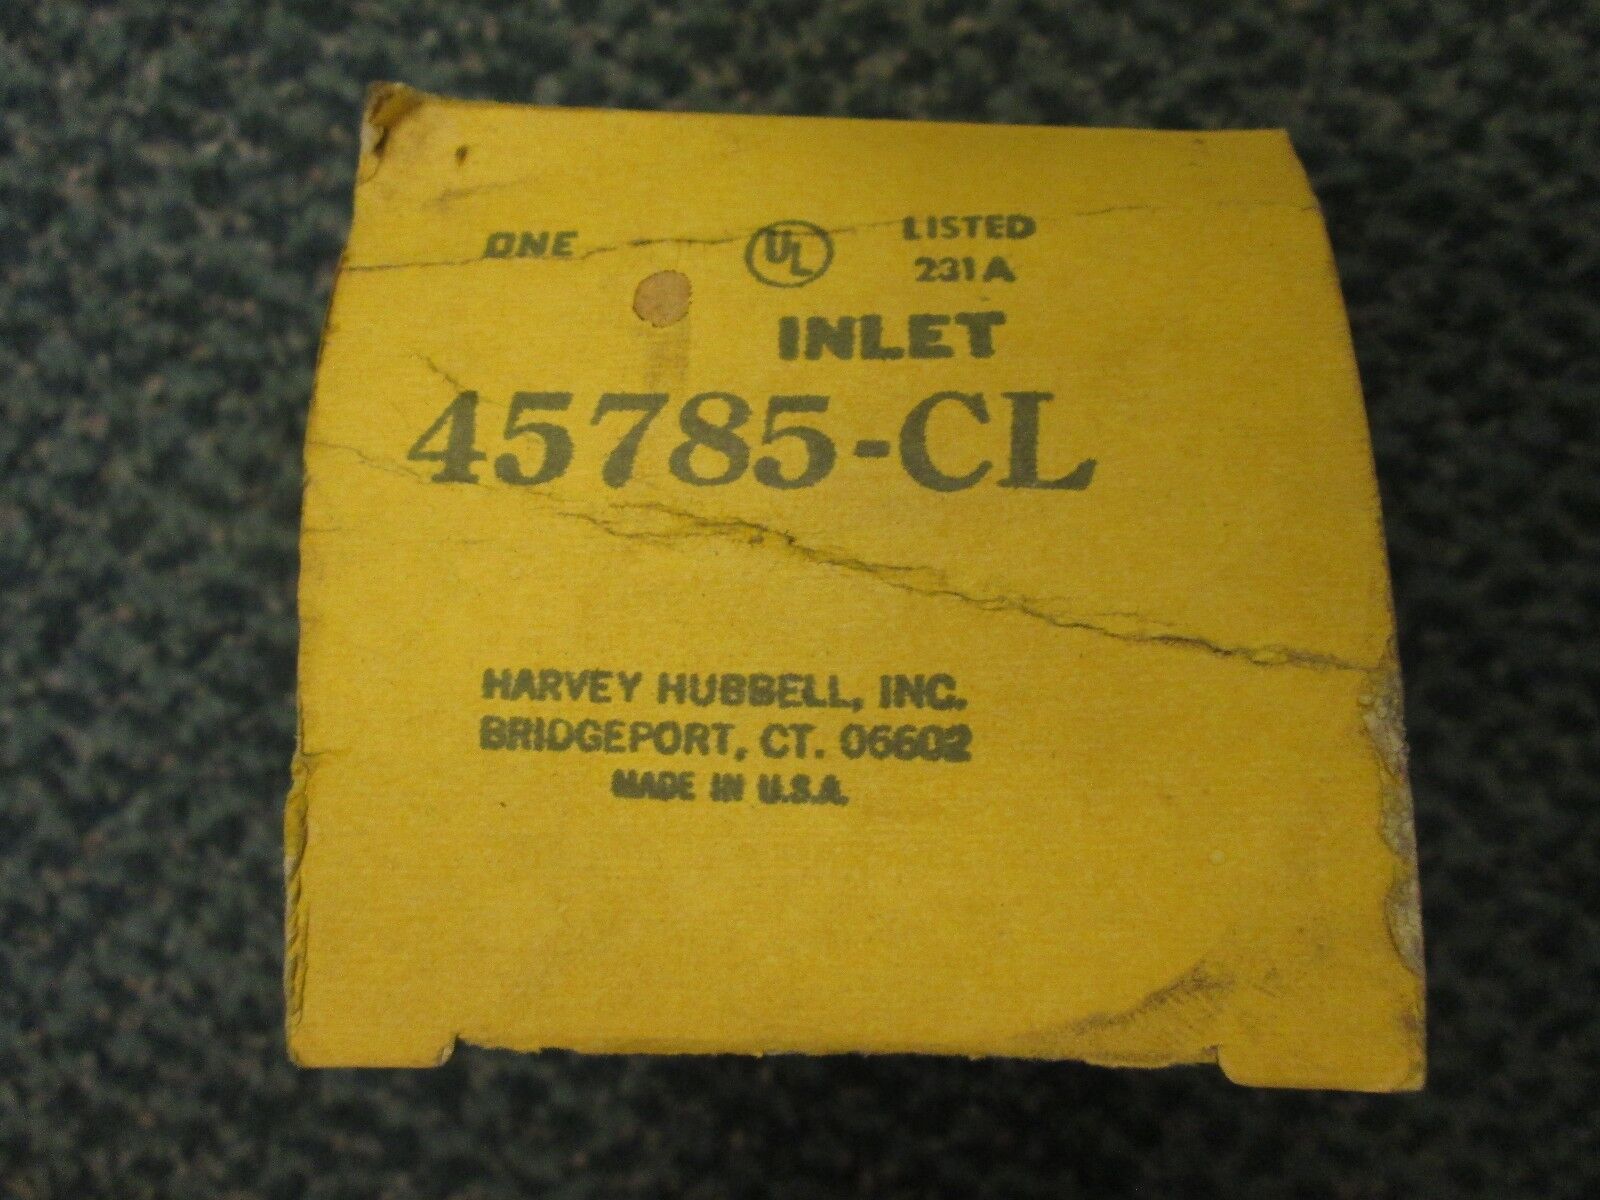 ONE UL LISTED
231A
INLET
45785-CL
HARVEY HUBBELL, INC.
BRIDGEPORT, CT. 06602
MADE IN U.S.A.